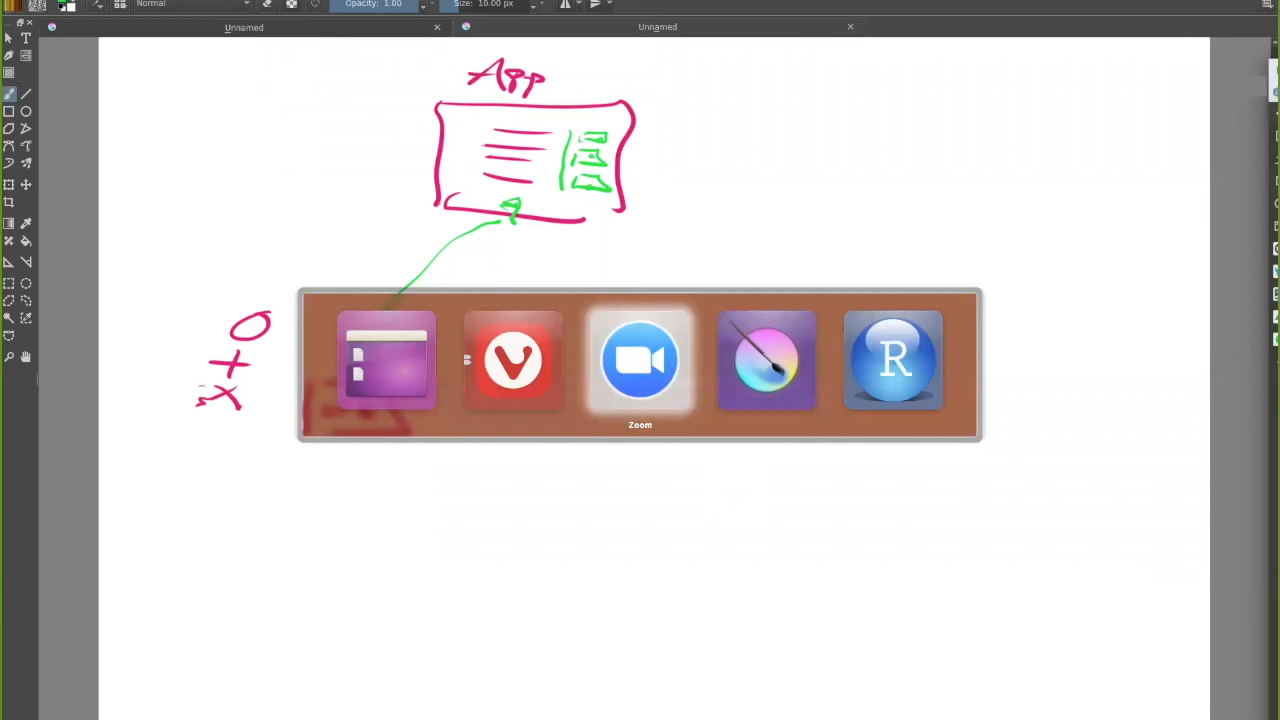 Normal
Opacity: 1.00
Size: 10.00 px
Unnamed
Unnamed
App
R
Zoom